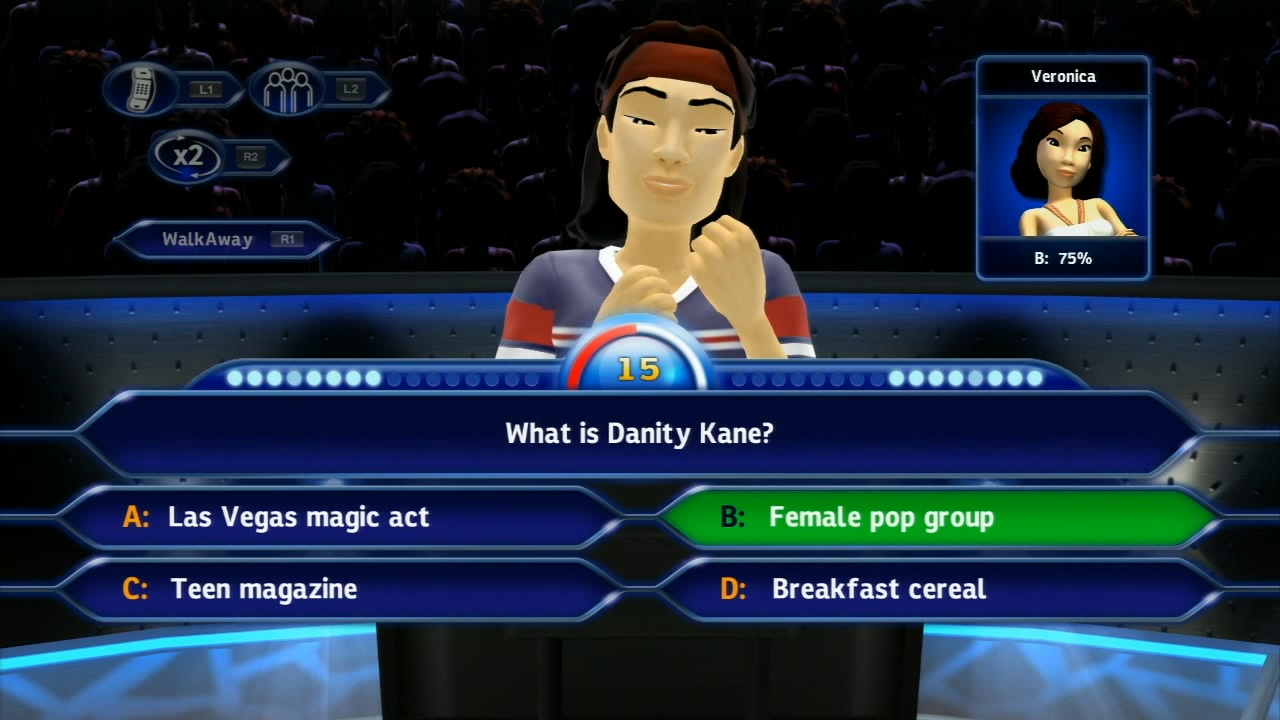 L1
L2
Veronica
x2
R2
WalkAway R1
B: 75%
15
What is Danity Kane?
A: Las Vegas magic act
B: Female pop group
C: Teen magazine
D: Breakfast cereal